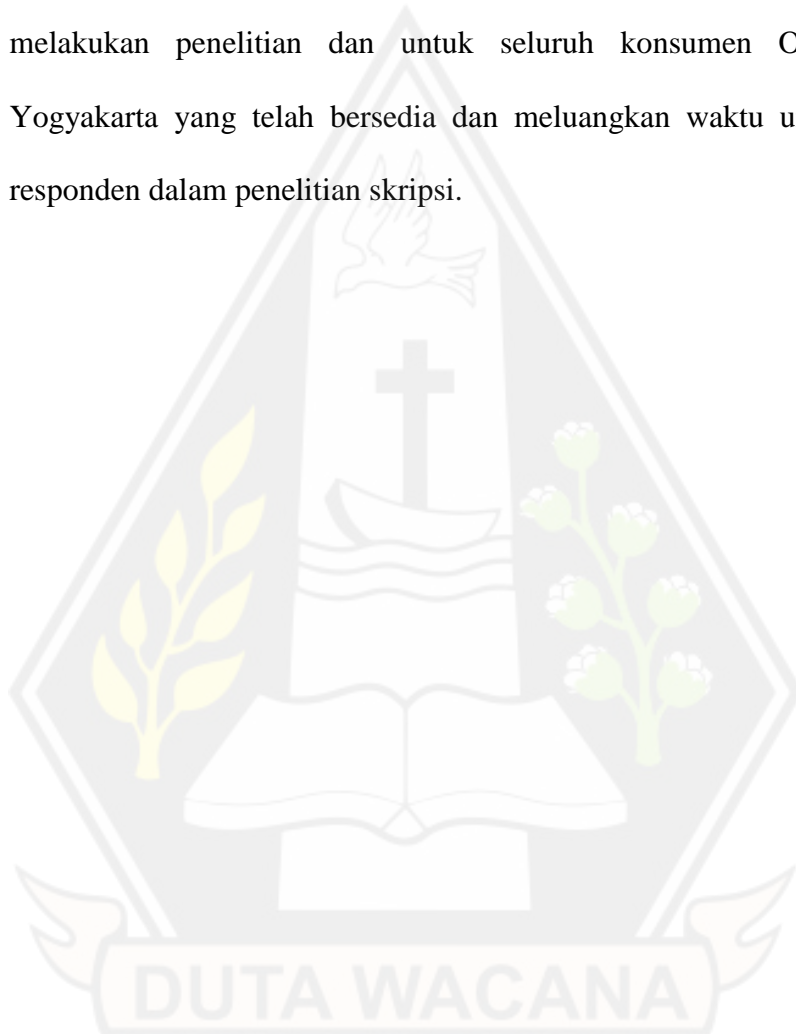 melakukan penelitian dan untuk seluruh konsumen O
Yogyakarta yang telah bersedia dan meluangkan waktu u
responden dalam penelitian skripsi.
DUTA WACANA